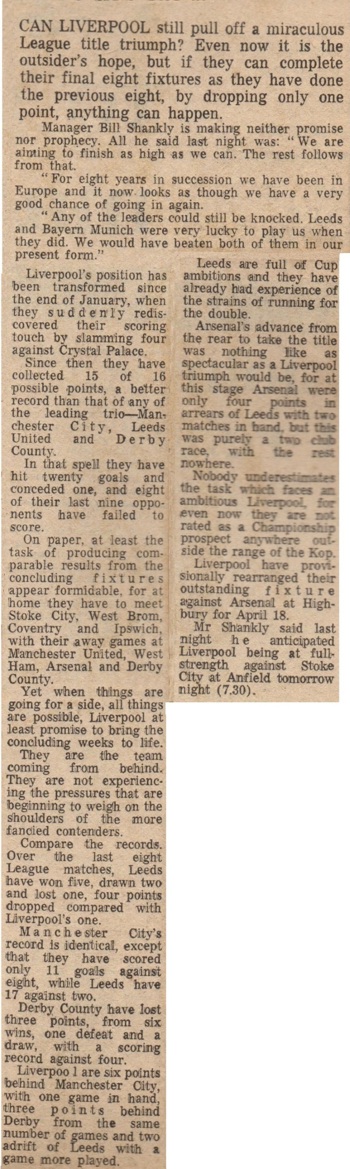 CAN LIVERPOOL still pull off a miraculous
League title triumph? Even now it is the
outsider's hope, but if they can complete
their final eight fixtures as they have done
the previous eight, by dropping only one
point, anything can happen.
Manager Bill Shankly is making neither promise
nor prophecy. All he said last night was: "We are
aiming to finish as high as we can. The rest follows
from that.
"For eight years in succession we have been in
Europe and it now looks as though we have a very
good chance of going in again.
"Any of the leaders could still be knocked. Leeds
and Bayern Munich were very lucky to play us when
they did. We would have beaten both of them in our
present form."
Liverpool's position has
been transformed since
the end of January, when
they suddenly redis-
covered their scoring
touch by slamming four
against Crystal Palace.
Since then they have
collected 15 of 16
possible points, a better
record than that of any of
the leading trio—Man-
chester City, Leeds
United and Derby
County.
In that spell they have
hit twenty goals and
conceded one, and eight
of their last nine oppo-
nents have failed to
score.
On paper, at least the
task of producing com-
parable results from the
concluding fixtures
appear formidable, for at
home they have to meet
Stoke City, West Brom,
Coventry and Ipswich,
with their away games at
Manchester United, West
Ham, Arsenal and Derby
County.
Yet when things are
going for a side, all things
are possible, Liverpool at
least promise to bring the
concluding weeks to life.
They are the team
coming from behind.
They are not experienc-
ing the pressures that are
beginning to weigh on the
shoulders of the more
fancied contenders.
Compare the records.
Over the last eight
League matches, Leeds
have won five, drawn two
and lost one, four points
dropped compared with
Liverpool's one.
Manchester City's
record is identical, except
that they have scored
only 11 goals against
eight, while Leeds have
17 against two.
Derby County have lost
three points, from six
wins, one defeat and a
draw, with a scoring
record against four.
Liverpool are six points
behind Manchester City,
with one game in hand,
three points behind
Derby from the same
number of games and two
adrift of Leeds with a
game more played.
Leeds are full of Cup
ambitions and they have
already had experience of
the strains of running for
the double.
Arsenal's advance from
the rear to take the title
was nothing like as
spectacular as a Liverpool
triumph would be, for at
this stage Arsenal were
only four points in
arrears of Leeds with two
matches in hand, but this
was purely a two club
race, with the rest
nowhere.
Nobody underestimates
the task which faces an
ambitious Liverpool, for
even now they are not
rated as a Championship
prospect anywhere out-
side the range of the Kop.
Liverpool have provi-
sionally rearranged their
outstanding fixture
against Arsenal at High-
bury for April 18.
Mr Shankly said last
night he anticipated
Liverpool being at full-
strength against Stoke
City at Anfield tomorrow
night (7.30).